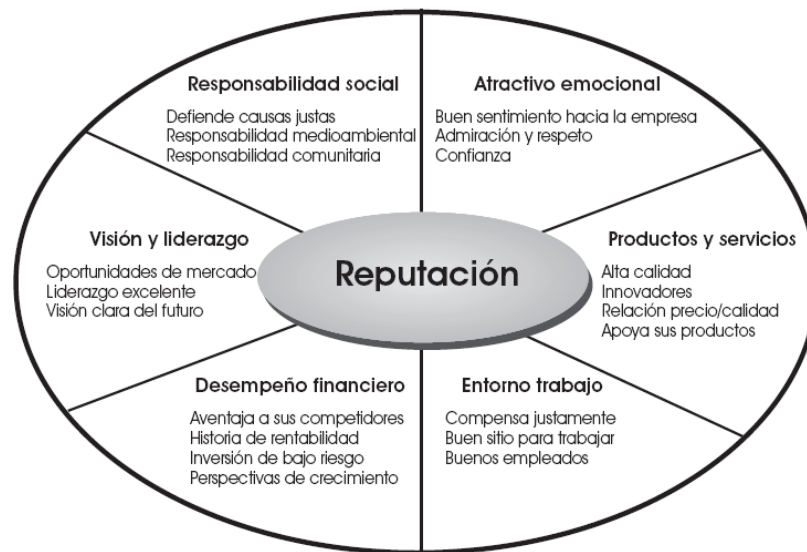 Responsabilidad social
Defiende causas justas
Responsabilidad medioambiental
Responsabilidad comunitaria
Atractivo emocional
Buen sentimiento hacia la empresa
Admiración y respeto
Confianza
Visión y liderazgo
Oportunidades de mercado
Liderazgo excelente
Visión clara del futuro
Reputación
Productos y servicios
Alta calidad
Innovadores
Relación precio/calidad
Apoya sus productos
Desempeño financiero
Aventaja a sus competidores
Historia de rentabilidad
Inversión de bajo riesgo
Perspectivas de crecimiento
Entorno trabajo
Compensa justamente
Buen sitio para trabajar
Buenos empleados